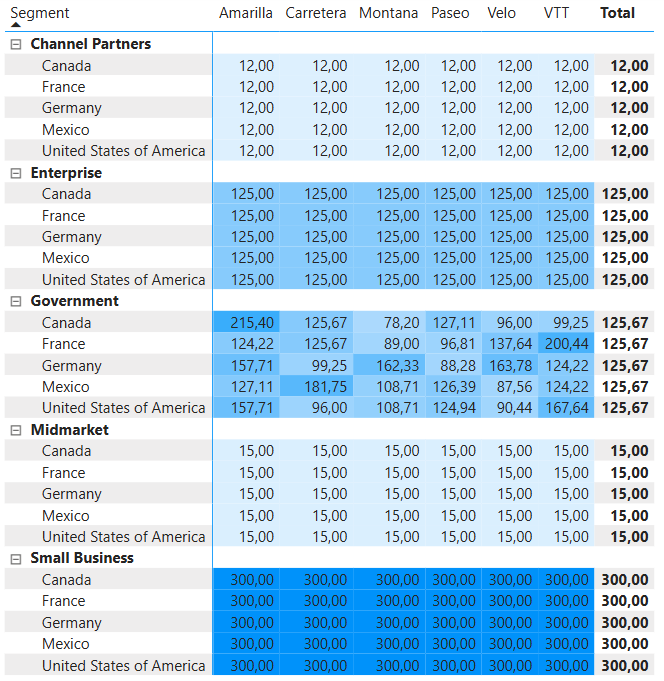 Segment Amarilla Carretera Montana Paseo Velo VTT Total
Channel Partners
Canada 12,00 12,00 12,00 12,00 12,00 12,00 12,00
France 12,00 12,00 12,00 12,00 12,00 12,00 12,00
Germany 12,00 12,00 12,00 12,00 12,00 12,00 12,00
Mexico 12,00 12,00 12,00 12,00 12,00 12,00 12,00
United States of America 12,00 12,00 12,00 12,00 12,00 12,00 12,00
Enterprise
Canada 125,00 125,00 125,00 125,00 125,00 125,00 125,00
France 125,00 125,00 125,00 125,00 125,00 125,00 125,00
Germany 125,00 125,00 125,00 125,00 125,00 125,00 125,00
Mexico 125,00 125,00 125,00 125,00 125,00 125,00 125,00
United States of America 125,00 125,00 125,00 125,00 125,00 125,00 125,00
Government
Canada 215,40 125,67 78,20 127,11 96,00 99,25 125,67
France 124,22 125,67 89,00 96,81 137,64 200,44 125,67
Germany 157,71 99,25 162,33 88,28 163,78 124,22 125,67
Mexico 127,11 181,75 108,71 126,39 87,56 124,22 125,67
United States of America 157,71 96,00 108,71 124,94 90,44 167,64 125,67
Midmarket
Canada 15,00 15,00 15,00 15,00 15,00 15,00 15,00
France 15,00 15,00 15,00 15,00 15,00 15,00 15,00
Germany 15,00 15,00 15,00 15,00 15,00 15,00 15,00
Mexico 15,00 15,00 15,00 15,00 15,00 15,00 15,00
United States of America 15,00 15,00 15,00 15,00 15,00 15,00 15,00
Small Business
Canada 300,00 300,00 300,00 300,00 300,00 300,00 300,00
France 300,00 300,00 300,00 300,00 300,00 300,00 300,00
Germany 300,00 300,00 300,00 300,00 300,00 300,00 300,00
Mexico 300,00 300,00 300,00 300,00 300,00 300,00 300,00
United States of America 300,00 300,00 300,00 300,00 300,00 300,00 300,00